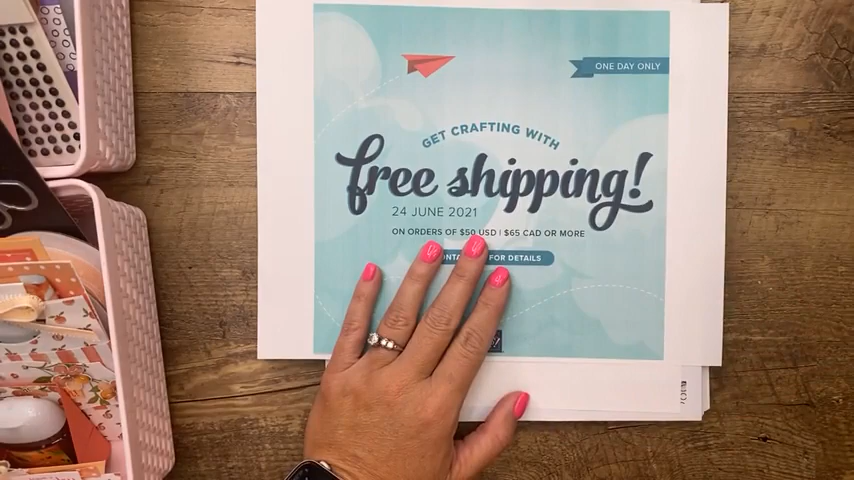 ONE DAY ONLY
GET CRAFTING WITH
free shipping!
24 JUNE 2021
ON ORDERS OF $50 USD | $65 CAD OR MORE
FOR DETAILS